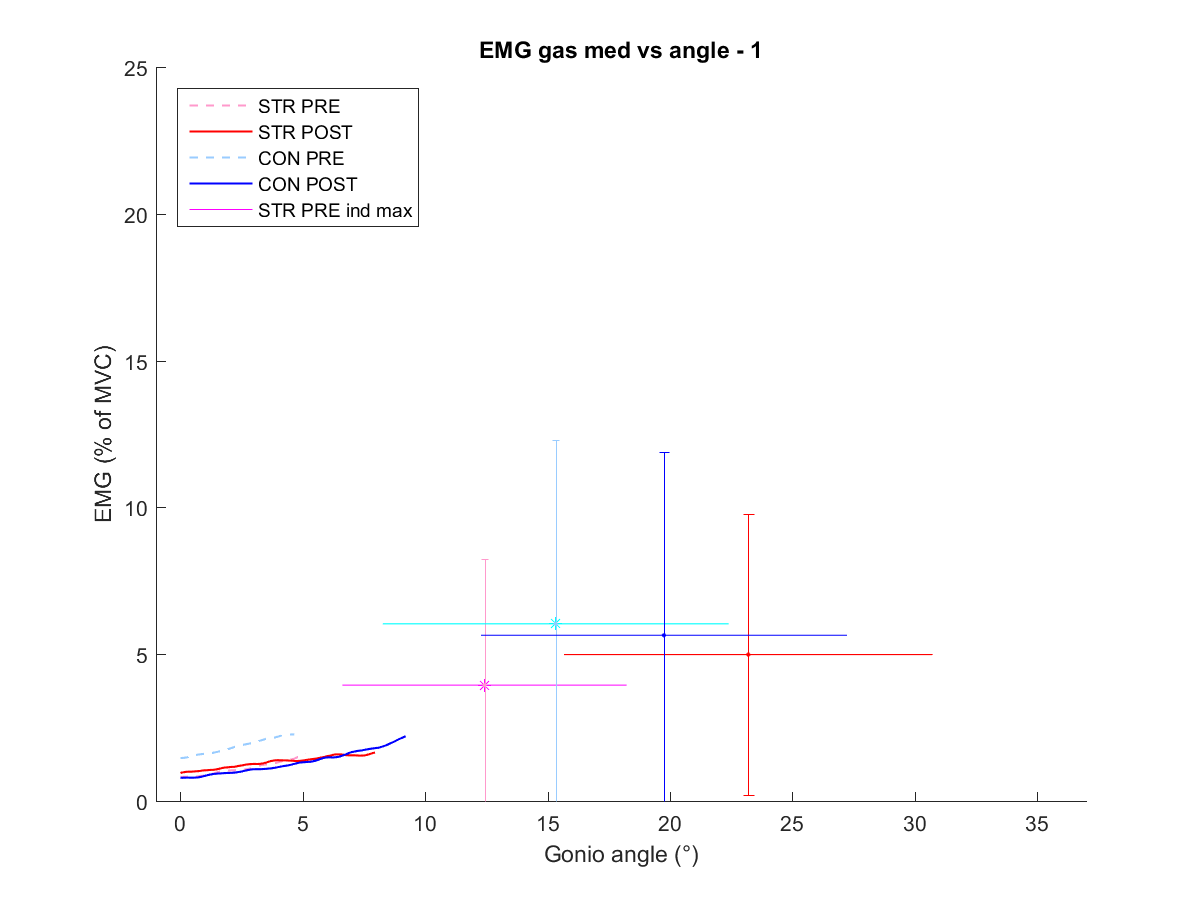 EMG gas med vs angle - 1
25
20
15
10
5
0
STR PRE
STR POST
CON PRE
CON POST
STR PRE ind max
EMG (% of MVC)
0 5 10 15 20 25 30 35
Gonio angle (°)